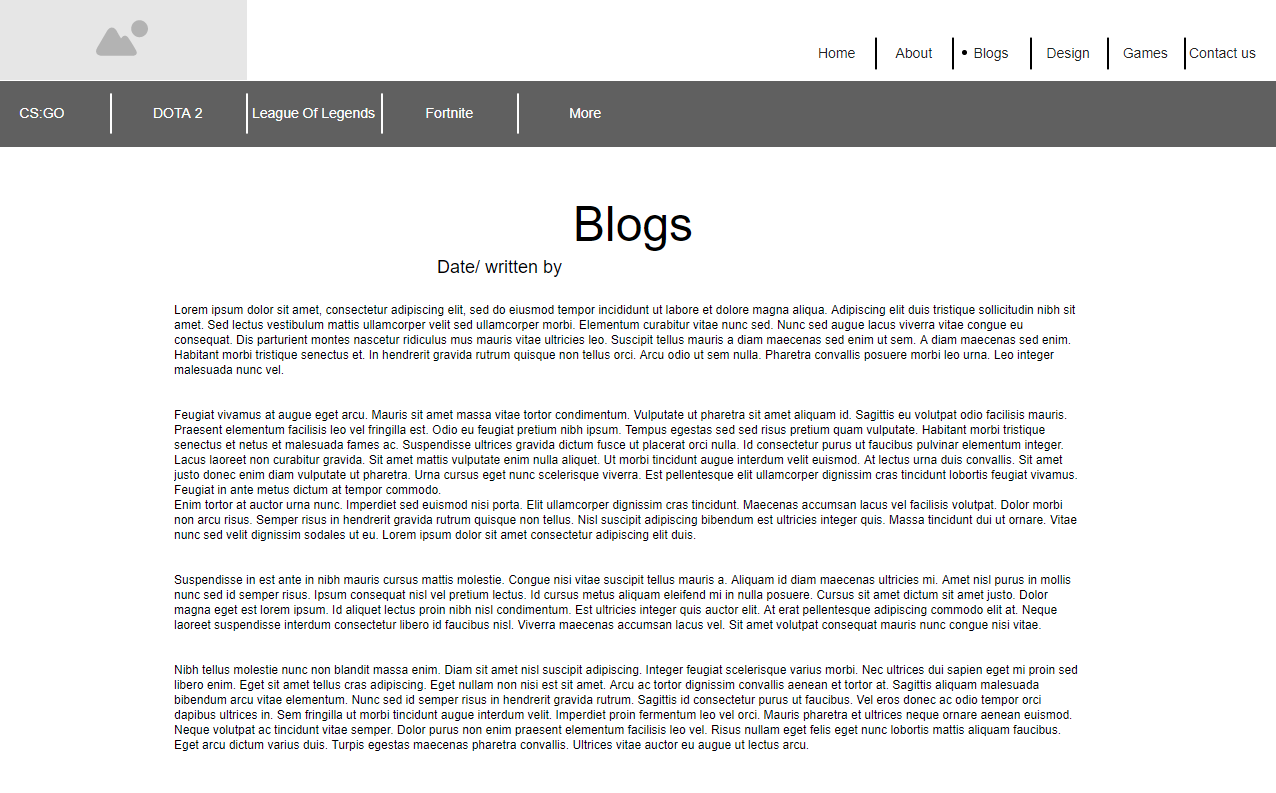 Home About • Blogs Design Games Contact us
CS:GO DOTA 2 League Of Legends Fortnite More
Blogs
Date/ written by
Lorem ipsum dolor sit amet, consectetur adipiscing elit, sed do eiusmod tempor incididunt ut labore et dolore magna aliqua. Adipiscing elit duis tristique sollicitudin nibh sit
amet. Sed lectus vestibulum mattis ullamcorper velit sed ullamcorper morbi. Elementum curabitur vitae nunc sed. Nunc sed augue lacus viverra vitae congue eu
consequat. Dis parturient montes nascetur ridiculus mus mauris vitae ultricies leo. Suscipit tellus mauris a diam maecenas sed enim ut sem. A diam maecenas sed enim.
Habitant morbi tristique senectus et. In hendrerit gravida rutrum quisque non tellus orci. Arcu odio ut sem nulla. Pharetra convallis posuere morbi leo urna. Leo integer
malesuada nunc vel.
Feugiat vivamus at augue eget arcu. Mauris sit amet massa vitae tortor condimentum. Vulputate ut pharetra sit amet aliquam id. Sagittis eu volutpat odio facilisis mauris.
Praesent elementum facilisis leo vel fringilla est. Odio eu feugiat pretium nibh ipsum. Tempus egestas sed sed risus pretium quam vulputate. Habitant morbi tristique
senectus et netus et malesuada fames ac. Suspendisse ultrices gravida dictum fusce ut placerat orci nulla. Id consectetur purus ut faucibus pulvinar elementum integer.
Lacus laoreet non curabitur gravida. Sit amet mattis vulputate enim nulla aliquet. Ut morbi tincidunt augue interdum velit euismod. At lectus urna duis convallis. Sit amet
justo donec enim diam vulputate ut pharetra. Urna cursus eget nunc scelerisque viverra. Est pellentesque elit ullamcorper dignissim cras tincidunt lobortis feugiat vivamus.
Feugiat in ante metus dictum at tempor commodo.
Enim tortor at auctor urna nunc. Imperdiet sed euismod nisi porta. Elit ullamcorper dignissim cras tincidunt. Maecenas accumsan lacus vel facilisis volutpat. Dolor morbi
non arcu risus. Semper risus in hendrerit gravida rutrum quisque non tellus. Nisl suscipit adipiscing bibendum est ultricies integer quis. Massa tincidunt dui ut ornare. Vitae
nunc sed velit dignissim sodales ut eu. Lorem ipsum dolor sit amet consectetur adipiscing elit duis.
Suspendisse in est ante in nibh mauris cursus mattis molestie. Congue nisi vitae suscipit tellus mauris a. Aliquam id diam maecenas ultricies mi. Amet nisl purus in mollis
nunc sed id semper risus. Ipsum consequat nisl vel pretium lectus. Id cursus metus aliquam eleifend mi in nulla posuere. Cursus sit amet dictum sit amet justo. Dolor
magna eget est lorem ipsum. Id aliquet lectus proin nibh nisl condimentum. Est ultricies integer quis auctor elit. At erat pellentesque adipiscing commodo elit at. Neque
laoreet suspendisse interdum consectetur libero id faucibus nisl. Viverra maecenas accumsan lacus vel. Sit amet volutpat consequat mauris nunc congue nisi vitae.
Nibh tellus molestie nunc non blandit massa enim. Diam sit amet nisl suscipit adipiscing. Integer feugiat scelerisque varius morbi. Nec ultrices dui sapien eget mi proin sed
libero enim. Eget sit amet tellus cras adipiscing. Eget nullam non nisi est sit amet. Arcu ac tortor dignissim convallis aenean et tortor at. Sagittis aliquam malesuada
bibendum arcu vitae elementum. Nunc sed id semper risus in hendrerit gravida rutrum. Sagittis id consectetur purus ut faucibus. Vel eros donec ac odio tempor orci
dapibus ultrices in. Sem fringilla ut morbi tincidunt augue interdum velit. Imperdiet proin fermentum leo vel orci. Mauris pharetra et ultrices neque ornare aenean euismod.
Neque volutpat ac tincidunt vitae semper. Dolor purus non enim praesent elementum facilisis leo vel. Risus nullam eget felis eget nunc lobortis mattis aliquam faucibus.
Eget arcu dictum varius duis. Turpis egestas maecenas pharetra convallis. Ultrices vitae auctor eu augue ut lectus arcu.